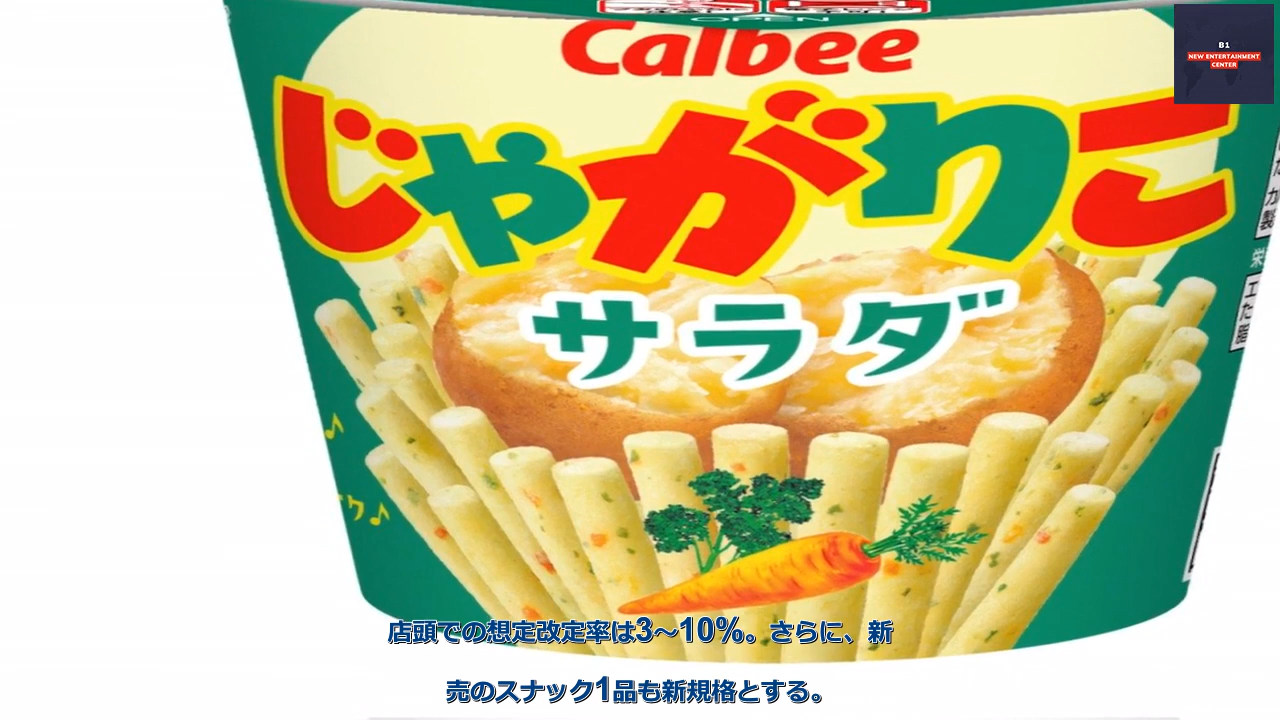 OPEN
Calbee
じゃがりこ
サラダ
B1
NEW ENTERTAINMENT
CENTER
店頭での想定改定率は3～10%。さらに、新
売のスナック1品も新規格とする。